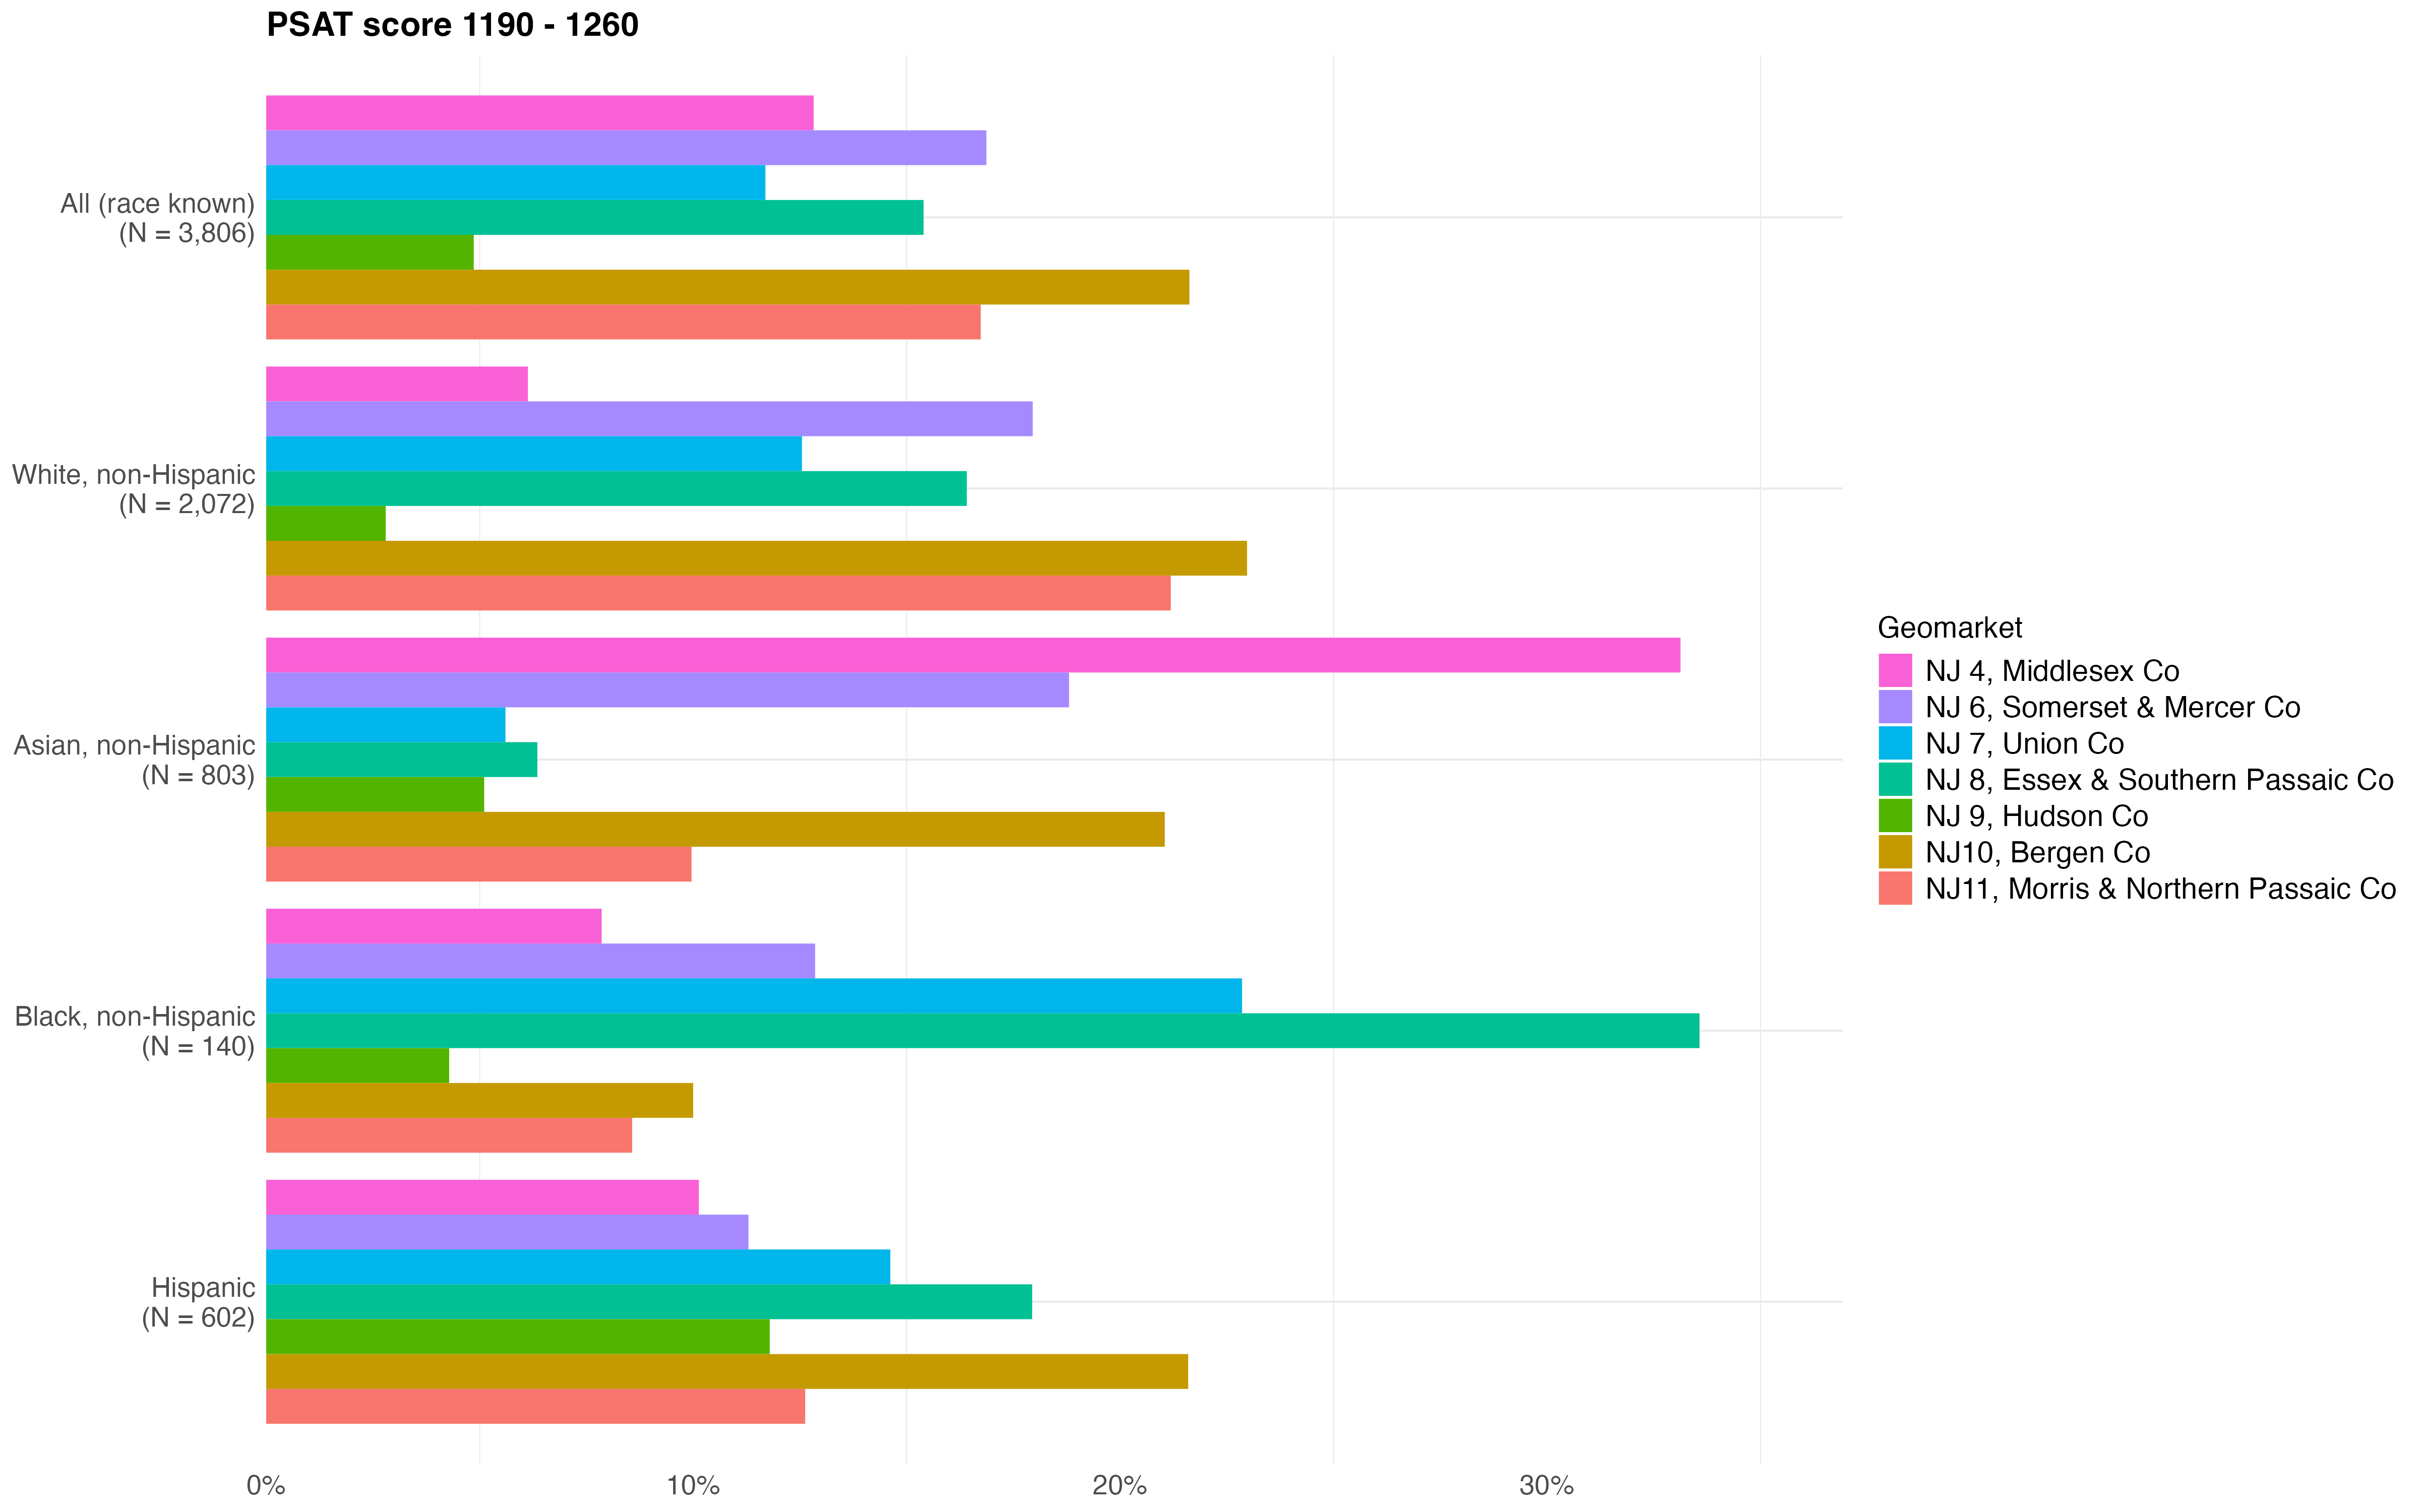 PSAT score 1190 - 1260
All (race known)
(N = 3,806)
White, non-Hispanic
(N = 2,072)
Asian, non-Hispanic
(N = 803)
Black, non-Hispanic
(N = 140)
Hispanic
(N = 602)
0%
10%
20%
30%
Geomarket
NJ 4, Middlesex Co
NJ 6, Somerset & Mercer Co
NJ 7, Union Co
NJ 8, Essex & Southern Passaic Co
NJ 9, Hudson Co
NJ10, Bergen Co
NJ11, Morris & Northern Passaic Co